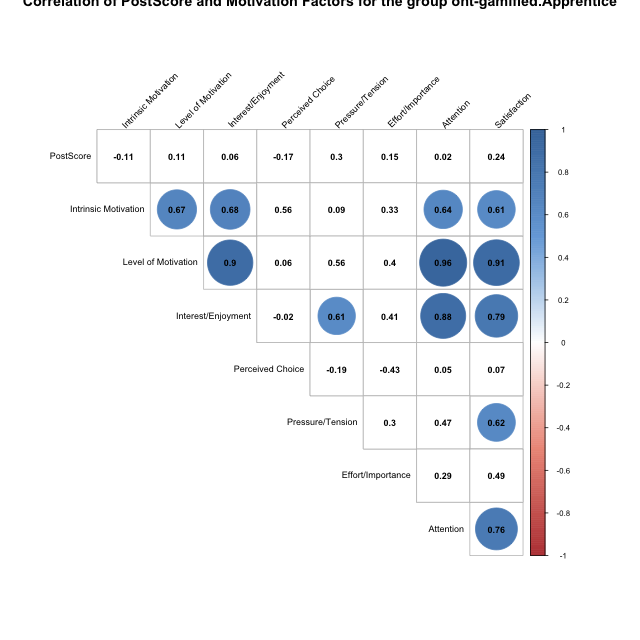 Correlation of PostScore and Motivation Factors for the group ont-gamified.Apprentice
Intrinsic Motivation
Level of Motivation
Interest/Enjoyment
Perceived Choice
Pressure/Tension
Effort/Importance
Attention
Satisfaction
PostScore -0.11 0.11 0.06 -0.17 0.3 0.15 0.02 0.24
Intrinsic Motivation 0.67 0.68 0.56 0.09 0.33 0.64 0.61
Level of Motivation 0.9 0.06 0.56 0.4 0.96 0.91
Interest/Enjoyment -0.02 0.61 0.41 0.88 0.79
Perceived Choice -0.19 -0.43 0.05 0.07
Pressure/Tension 0.3 0.47 0.62
Effort/Importance 0.29 0.49
Attention 0.76
1
0.8
0.6
0.4
0.2
0
-0.2
-0.4
-0.6
-0.8
-1